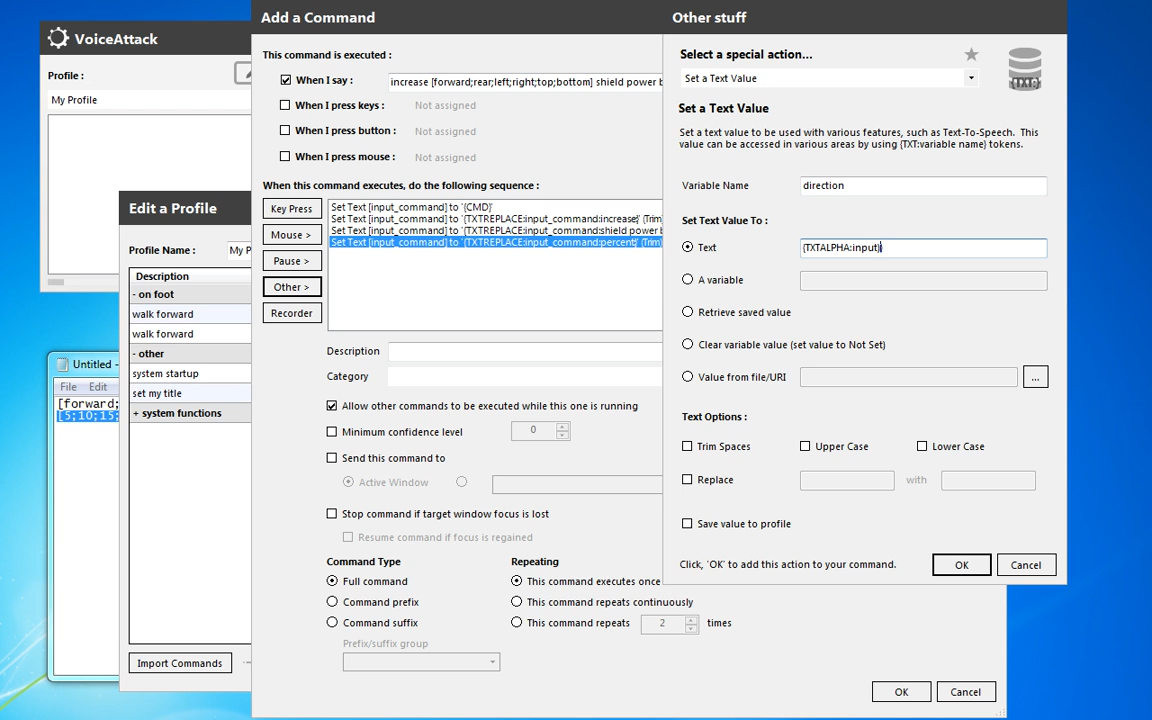 VoiceAttack
Profile :
My Profile
Edit a Profile
Profile Name :
My P
Description
- on foot
walk forward
walk forward
- other
system startup
set my title
+ system functions
Import Commands
Untitled -
File Edit
[forward;
[5;10;15;
Add a Command
This command is executed :
When I say :
increase [forward;rear;left;right;top;bottom] shield power b
When I press keys :
Not assigned
When I press button :
Not assigned
When I press mouse :
Not assigned
When this command executes, do the following sequence :
Key Press
Mouse >
Pause >
Other >
Recorder
Set Text [input_command] to '{CMD}'
Set Text [input_command] to '{TXTREPLACE:input_command:increase}' (Trim)
Set Text [input_command] to '{TXTREPLACE:input_command:shield power b
Set Text [input_command] to '{TXTREPLACE:input_command:percent}' (Trim)
Description
Category
Allow other commands to be executed while this one is running
Minimum confidence level
0
Send this command to
Active Window
Stop command if target window focus is lost
Resume command if focus is regained
Command Type
Full command
Command prefix
Command suffix
Prefix/suffix group
Repeating
This command executes once
This command repeats continuously
This command repeats
2
times
OK
Cancel
Other stuff
Select a special action...
Set a Text Value
TXT
Set a Text Value
Set a text value to be used with various features, such as Text-To-Speech. This
value can be accessed in various areas by using {TXT:variable name} tokens.
Variable Name
direction
Set Text Value To :
Text
{TXTALPHA:input}
A variable
Retrieve saved value
Clear variable value (set value to Not Set)
Value from file/URI
...
Text Options :
Trim Spaces
Upper Case
Lower Case
Replace
with
Save value to profile
Click, 'OK' to add this action to your command.
OK
Cancel